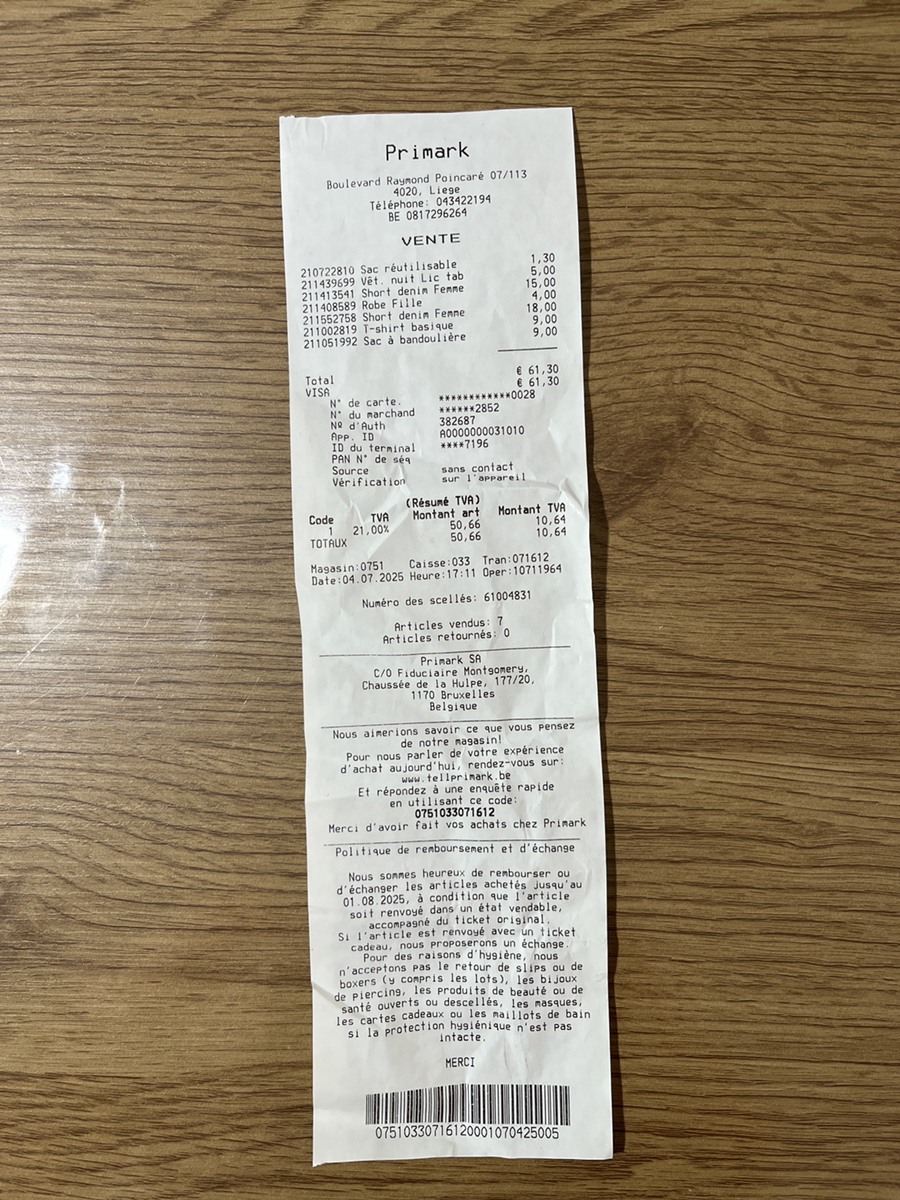 Primark
Boulevard Raymond Poincaré 07/113
4020, Liege
Téléphone: 043422194
BE 0817296264
VENTE
210722810 Sac réutilisable 1,30
211439699 Vêt. nuit Lic tab 5,00
211413541 Short denim Femme 15,00
211408589 Robe Fille 4,00
211552758 Short denim Femme 18,00
211002819 T-shirt basique 9,00
211051992 Sac à bandoulière 9,00
Total € 61,30
VISA € 61,30
N° de carte. ************0028
N° du marchand ******2852
Nº d'Auth 382687
App. ID A0000000031010
ID du terminal ****7196
PAN N° de séq
Source sans contact
Vérification sur l'appareil
(Résumé TVA)
Code TVA Montant art Montant TVA
1 21,00% 50,66 10,64
TOTAUX 50,66 10,64
Magasin:0751 Caisse:033 Tran:071612
Date:04.07.2025 Heure:17:11 Oper:10711964
Numéro des scellés: 61004831
Articles vendus: 7
Articles retournés: 0
Primark SA
C/O Fiduciaire Montgomery,
Chaussée de la Hulpe, 177/20,
1170 Bruxelles
Belgique
Nous aimerions savoir ce que vous pensez
de notre magasin!
Pour nous parler de votre expérience
d'achat aujourd'hui, rendez-vous sur:
www.tellprimark.be
Et répondez à une enquête rapide
en utilisant ce code:
0751033071612
Merci d'avoir fait vos achats chez Primark
Politique de remboursement et d'échange
Nous sommes heureux de rembourser ou
d'échanger les articles achetés jusqu'au
01.08.2025, à condition que l'article
soit renvoyé dans un état vendable,
accompagné du ticket original.
Si l'article est renvoyé avec un ticket
cadeau, nous proposerons un échange.
Pour des raisons d'hygiène, nous
n'acceptons pas le retour de slips ou de
boxers (y compris les lots), les bijoux
de piercing, les produits de beauté ou de
santé ouverts ou descellés, les masques,
les cartes cadeaux ou les maillots de bain
si la protection hygiénique n'est pas
intacte.
MERCI
07510330716120001070425005